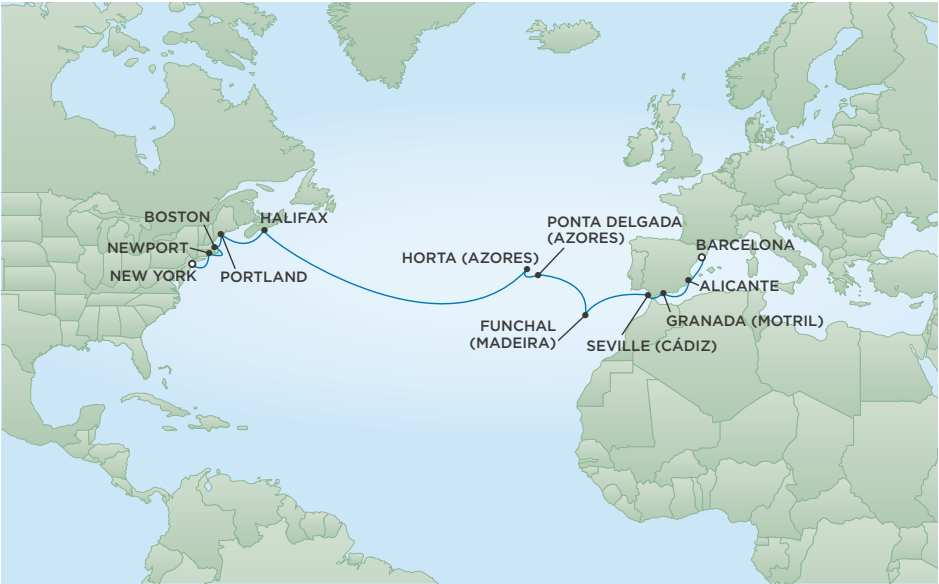 BOSTON
HALIFAX
NEWPORT
NEW YORK
PORTLAND
PONTA DELGADA
(AZORES)
HORTA (AZORES)
BARCELONA
ALICANTE
FUNCHAL
(MADEIRA)
GRANADA (MOTRIL)
SEVILLE (CÁDIZ)